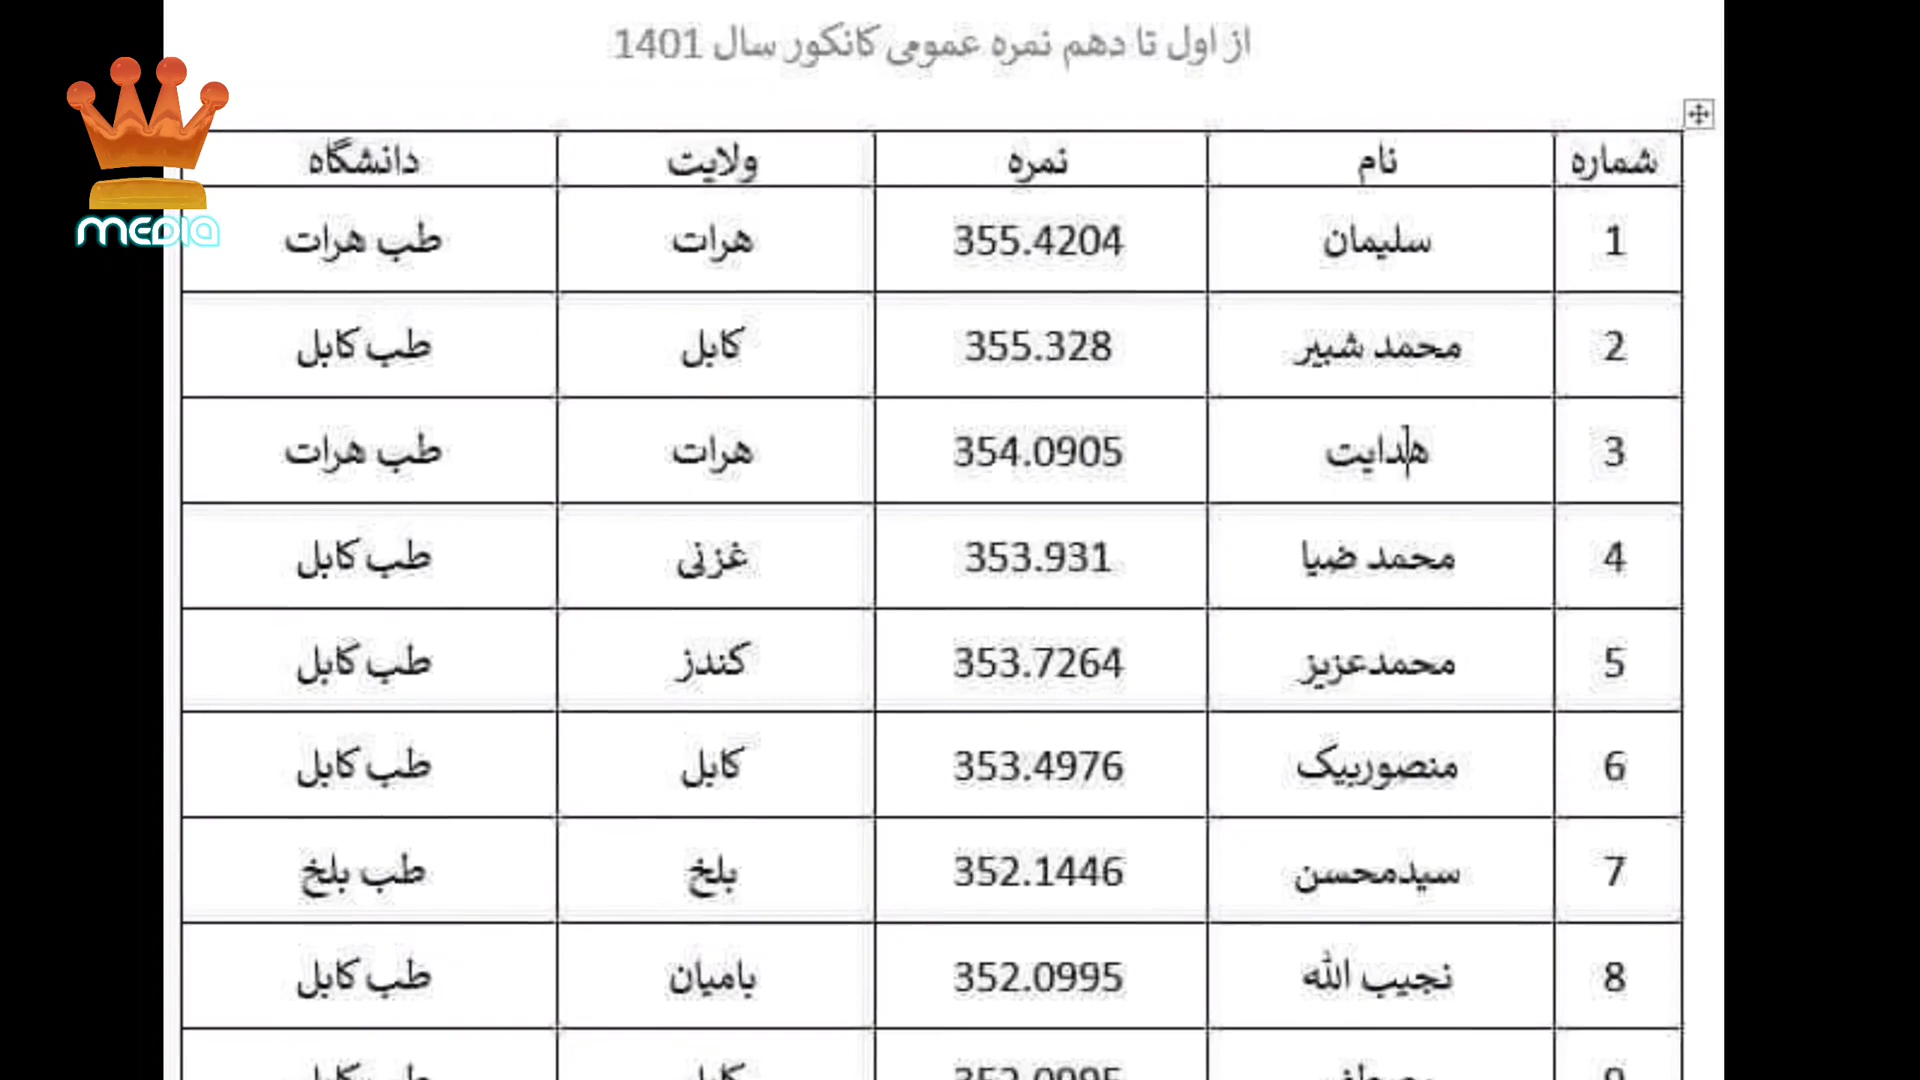 از اول تا دهم نمره عمومی کانکور سال 1401
MEDIA
شماره نام نمره ولایت دانشگاه
1 سلیمان 355.4204 هرات طب هرات
2 محمد شبیر 355.328 کابل طب کابل
3 هدایت 354.0905 هرات طب هرات
4 محمد ضیا 353.931 غزنی طب کابل
5 محمدعزیز 353.7264 کندز طب کابل
6 منصوربیک 353.4976 کابل طب کابل
7 سیدمحسن 352.1446 بلخ طب بلخ
8 نجیب الله 352.0995 بامیان طب کابل